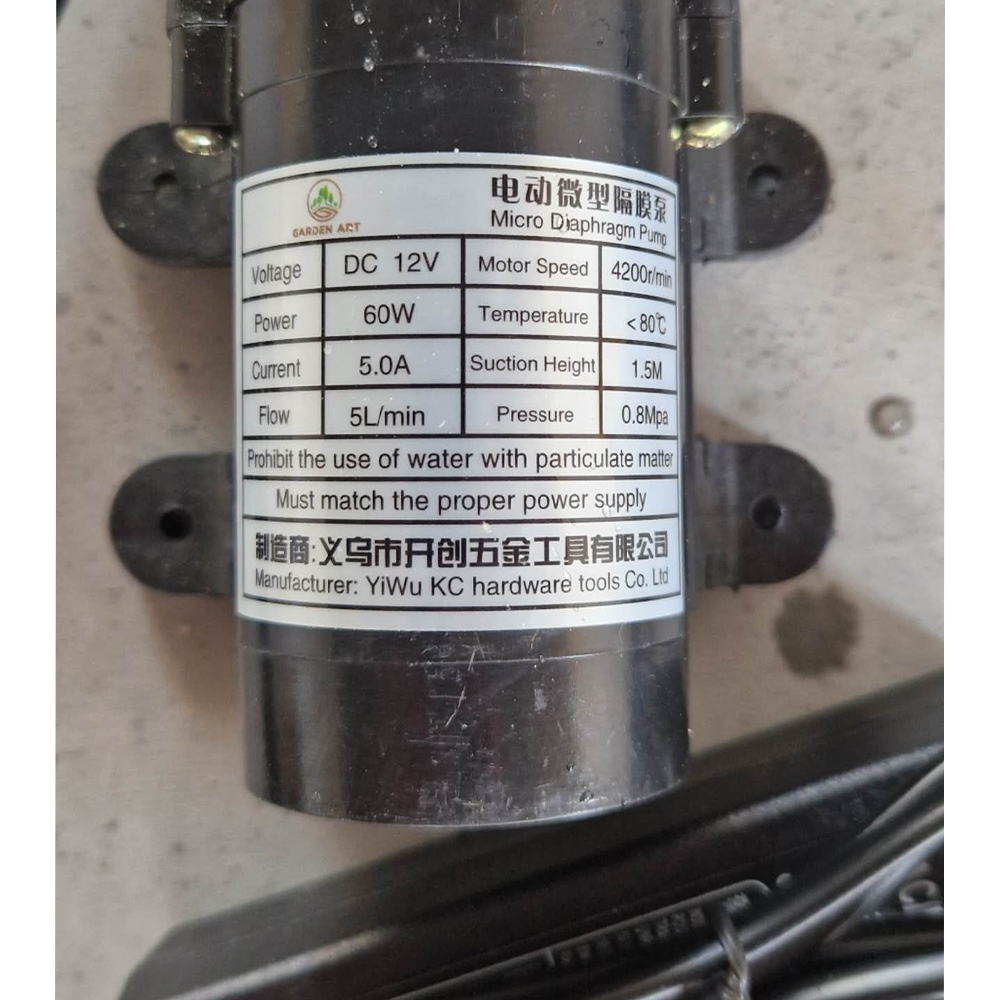 电动微型隔膜泵
GARDEN ART
Micro Diaphragm Pump
Voltage DC 12V Motor Speed 4200r/min
Power 60W Temperature <80℃
Current 5.0A Suction Height 1.5M
Flow 5L/min Pressure 0.8Mpa
Prohibit the use of water with particulate matter
Must match the proper power supply
制造商:义乌市开创五金工具有限公司
Manufacturer: YiWu KC hardware tools Co. Ltd